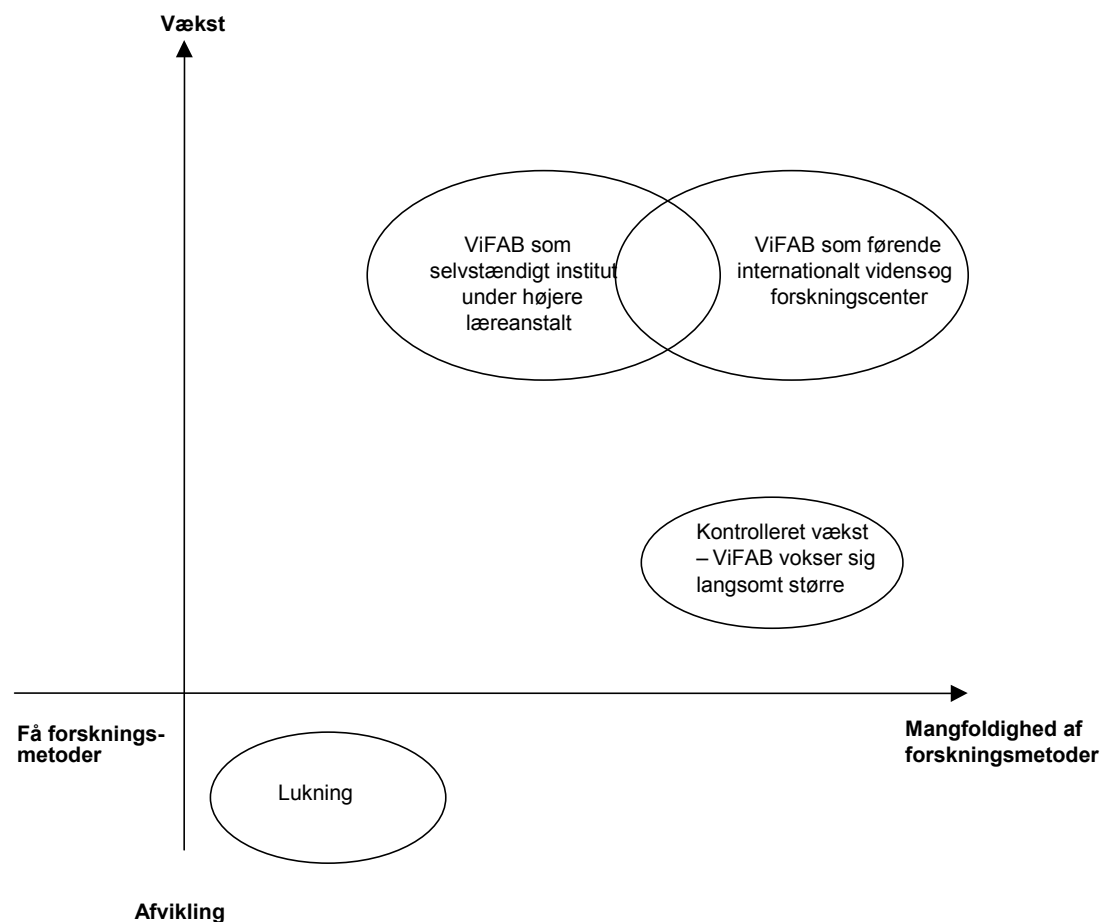 Vækst
ViFAB som
selvstændigt institut
under højere
læreanstalt
ViFAB som førende
internationalt videns-og
forskningscenter
Kontrolleret vækst
– ViFAB vokser sig
langsomt større
Få forsknings-
metoder
Mangfoldighed af
forskningsmetoder
Lukning
Afvikling